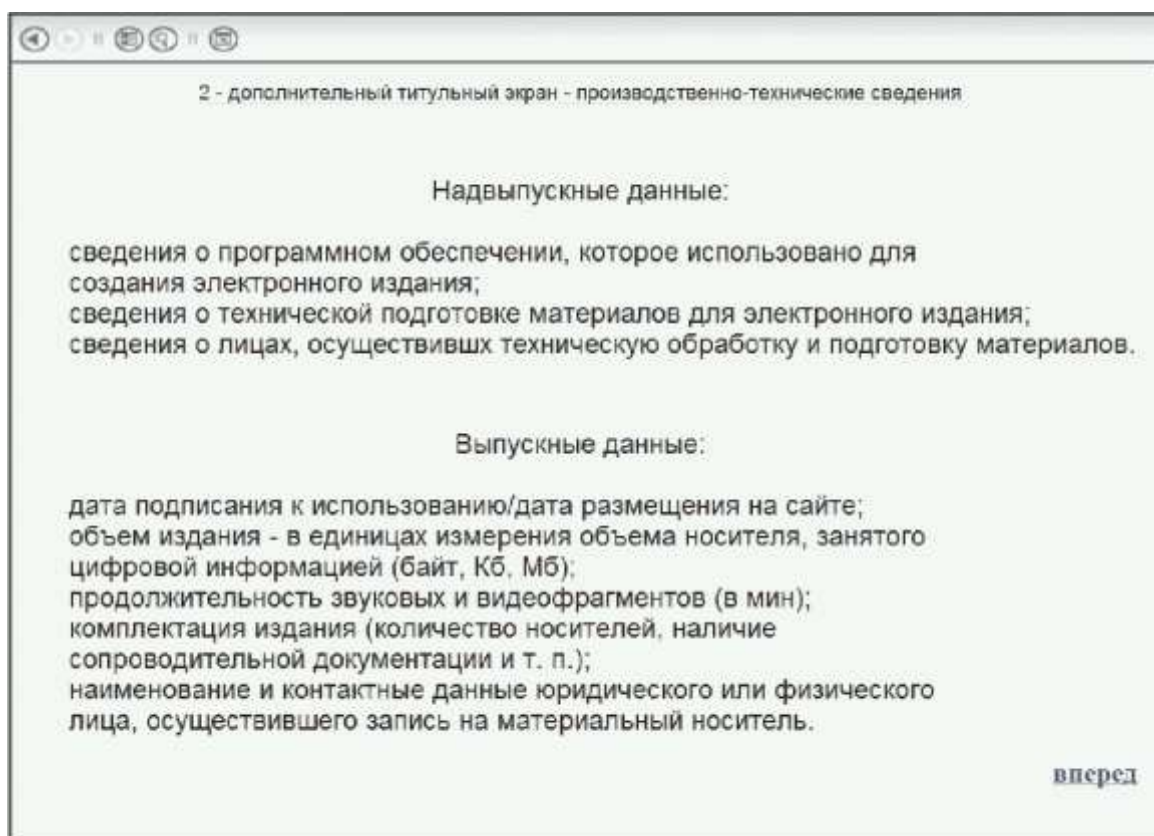 2 - дополнительный титульный экран - производственно-технические сведения
Надвыпускные данные:
сведения о программном обеспечении, которое использовано для
создания электронного издания;
сведения о технической подготовке материалов для электронного издания;
сведения о лицах, осуществившх техническую обработку и подготовку материалов.
Выпускные данные:
дата подписания к использованию/дата размещения на сайте;
объем издания - в единицах измерения объема носителя, занятого
цифровой информацией (байт, Кб, Мб);
продолжительность звуковых и видеофрагментов (в мин);
комплектация издания (количество носителей, наличие
сопроводительной документации и т. п.);
наименование и контактные данные юридического или физического
лица, осуществившего запись на материальный носитель.
вперед